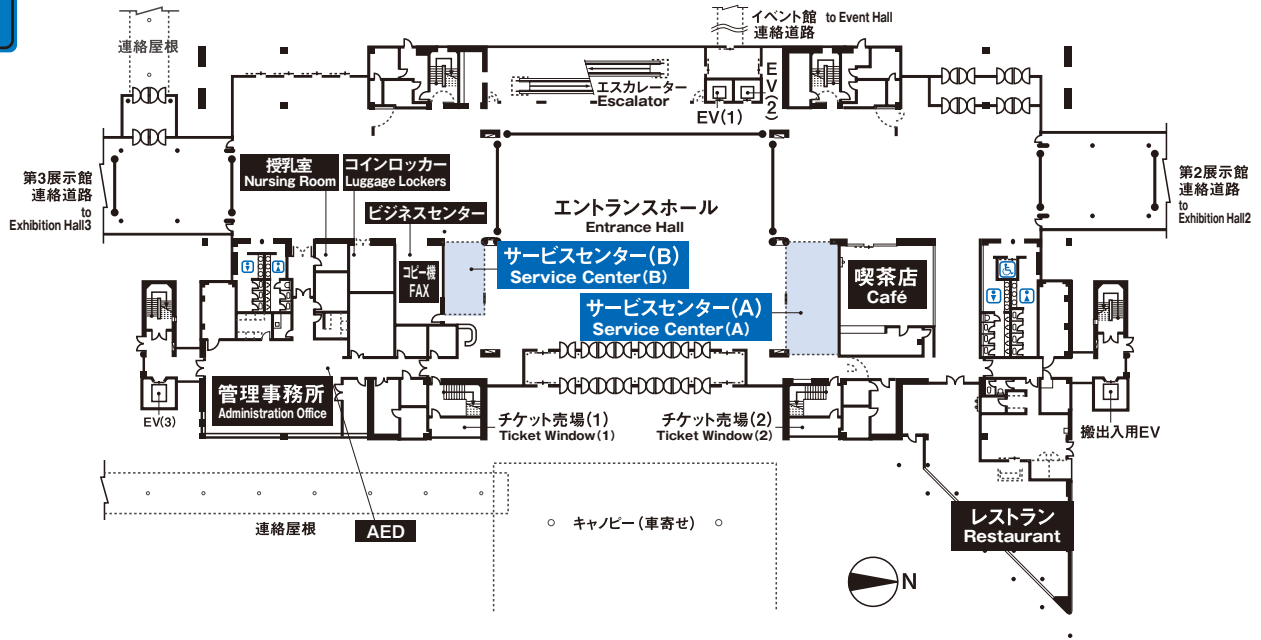 連絡屋根
イベント館 to Event Hall
連絡道路
エスカレーター
Escalator
EV(1)
EV(2)
第3展示館
連絡道路
to
Exhibition Hall3
授乳室
Nursing Room
コインロッカー
Luggage Lockers
ビジネスセンター
エントランスホール
Entrance Hall
第2展示館
連絡道路
to
Exhibition Hall2
コピー機
FAX
サービスセンター(B)
Service Center(B)
サービスセンター(A)
Service Center(A)
喫茶店
Café
管理事務所
Administration Office
EV(3)
チケット売場(1)
Ticket Window(1)
チケット売場(2)
Ticket Window(2)
搬出入用EV
連絡屋根
AED
キャノピー(車寄せ)
レストラン
Restaurant
N